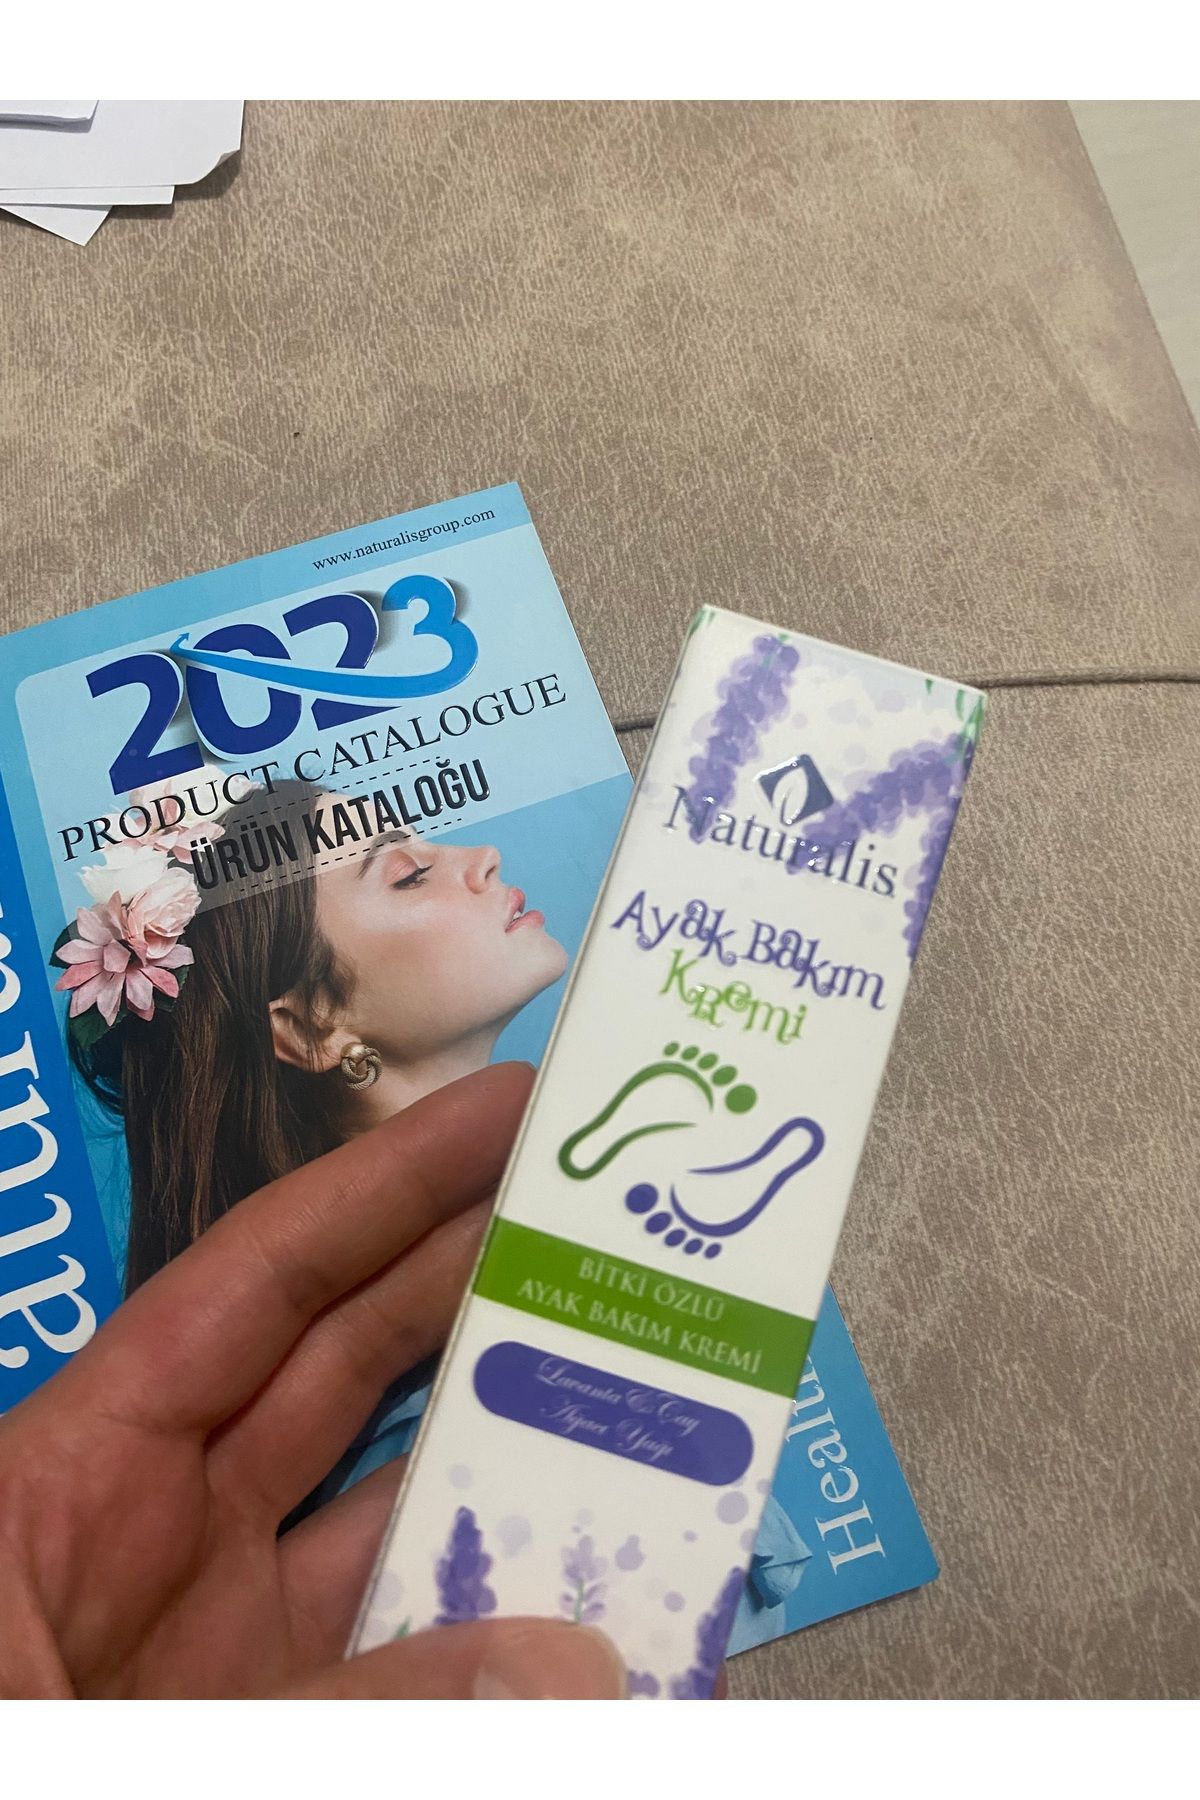 www.naturalisgroup.com
2023
PRODUCT CATALOGUE
ÜRÜN KATALOĞU
Naturalis
Ayak Bakım
Kremi
BİTKİ ÖZLÜ
AYAK BAKIM KREMİ
Lavanta & Çay
Ağacı Yağı